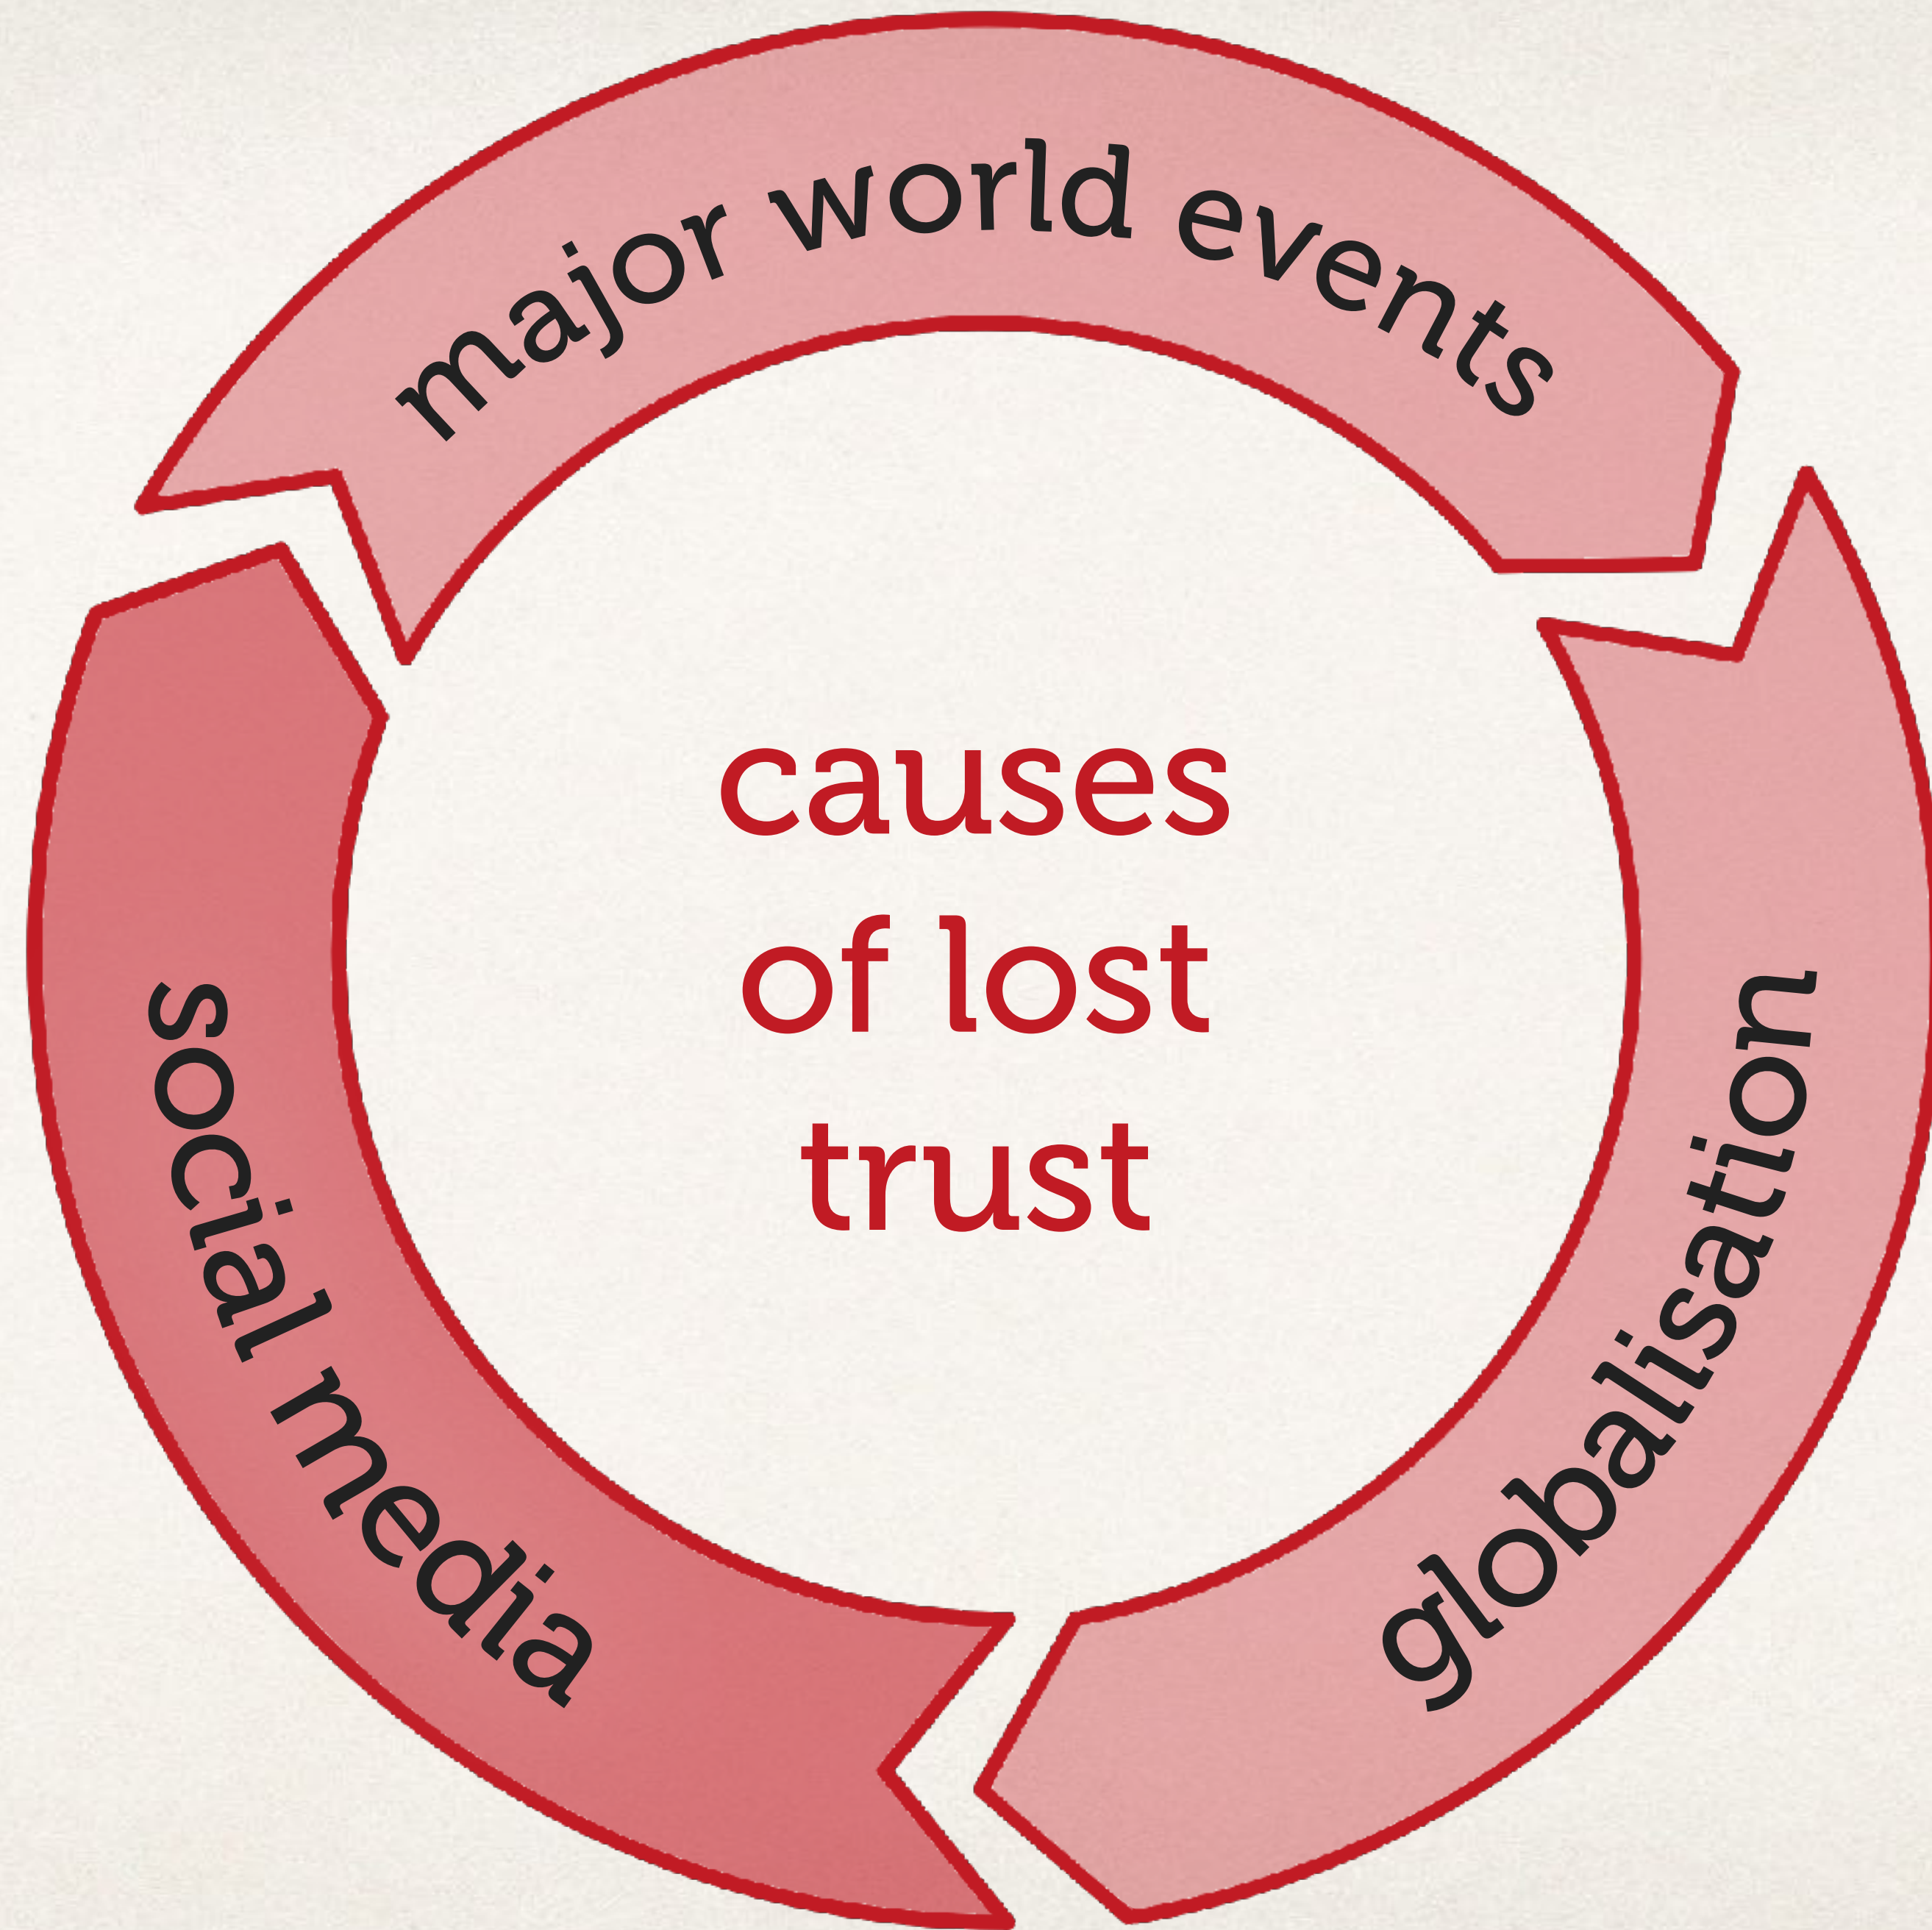 major world events
causes
of lost
trust
social media
globalisation